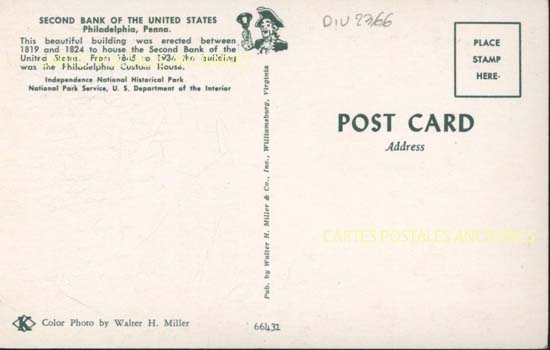 SECOND BANK OF THE UNITED STATES
Philadelphia, Penna.
This beautiful building was erected between
1819 and 1824 to house the Second Bank of the
United States. From 1845 to 1934 the building
was the Philadelphia Custom House.
Independence National Historical Park
National Park Service, U. S. Department of the Interior
DIV 2366
PLACE
STAMP
HERE
POST CARD
Address
Pub. by Walter H. Miller & Co., Inc., Williamsburg, Virginia
CARTES POSTALES ANCIENNES
K
Color Photo by Walter H. Miller
66431